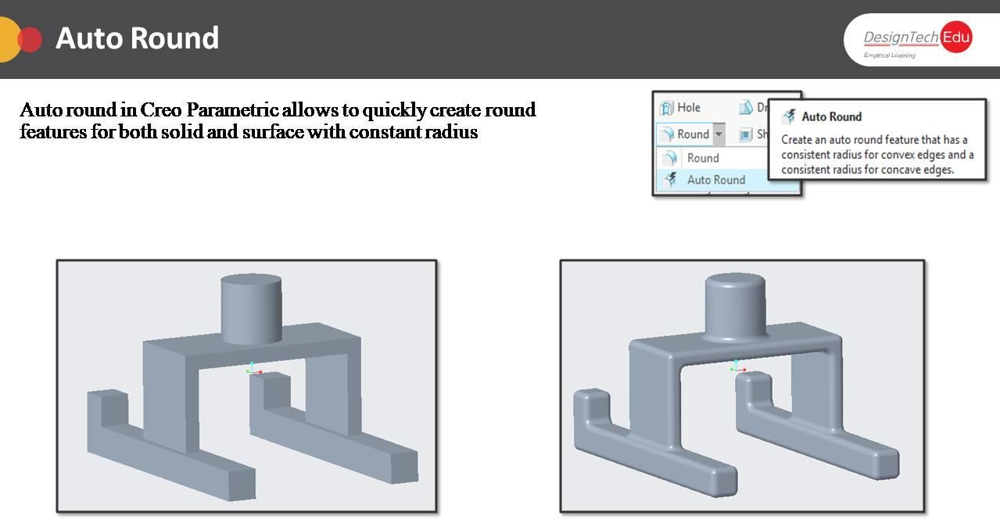 Auto Round
DesignTech Edu
Empirical Learning
Auto round in Creo Parametric allows to quickly create round
features for both solid and surface with constant radius
Hole
Round
Round
Auto Round
Auto Round
Create an auto round feature that has a
consistent radius for convex edges and a
consistent radius for concave edges.